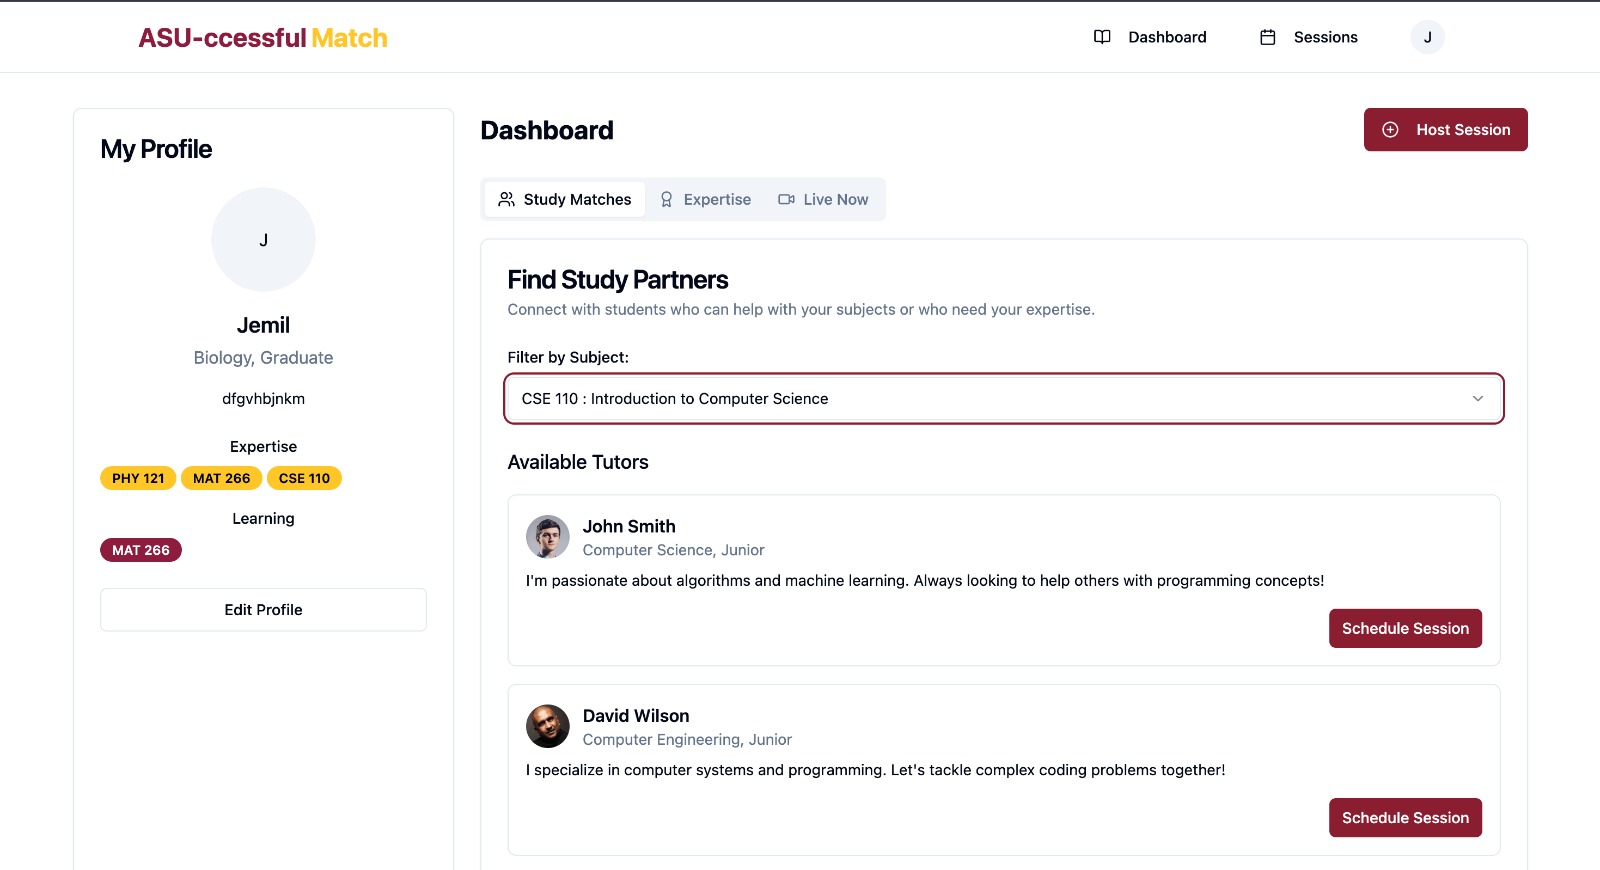 ASU-ccessful Match
Dashboard
Sessions
J
My Profile
J
Jemil
Biology, Graduate
dfgvhbjnkm
Expertise
PHY 121 MAT 266 CSE 110
Learning
MAT 266
Edit Profile
Dashboard
Host Session
Study Matches Expertise Live Now
Find Study Partners
Connect with students who can help with your subjects or who need your expertise.
Filter by Subject:
CSE 110 : Introduction to Computer Science
Available Tutors
John Smith
Computer Science, Junior
I'm passionate about algorithms and machine learning. Always looking to help others with programming concepts!
Schedule Session
David Wilson
Computer Engineering, Junior
I specialize in computer systems and programming. Let's tackle complex coding problems together!
Schedule Session